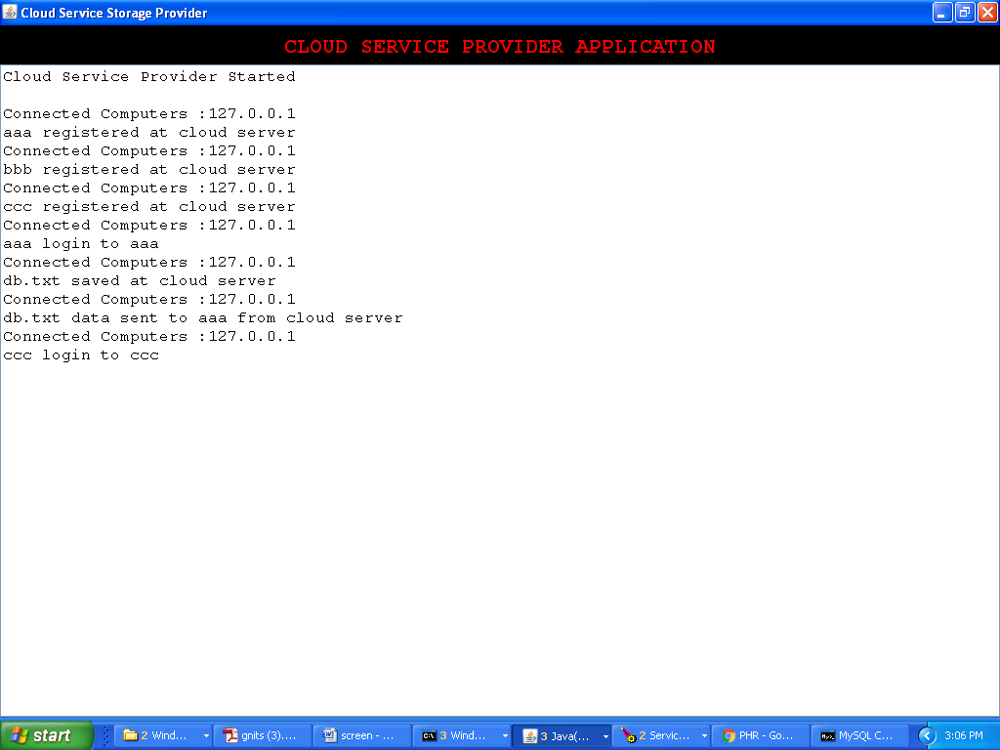 Cloud Service Storage Provider
CLOUD SERVICE PROVIDER APPLICATION
Cloud Service Provider Started
Connected Computers :127.0.0.1
aaa registered at cloud server
Connected Computers :127.0.0.1
bbb registered at cloud server
Connected Computers :127.0.0.1
ccc registered at cloud server
Connected Computers :127.0.0.1
aaa login to aaa
Connected Computers :127.0.0.1
db.txt saved at cloud server
Connected Computers :127.0.0.1
db.txt data sent to aaa from cloud server
Connected Computers :127.0.0.1
ccc login to ccc
start 2 Wind... gnits (3).... screen - ... 3 Wind... 3 Java(... 2 Servic... PHR - Go... MySQL C... 3:06 PM